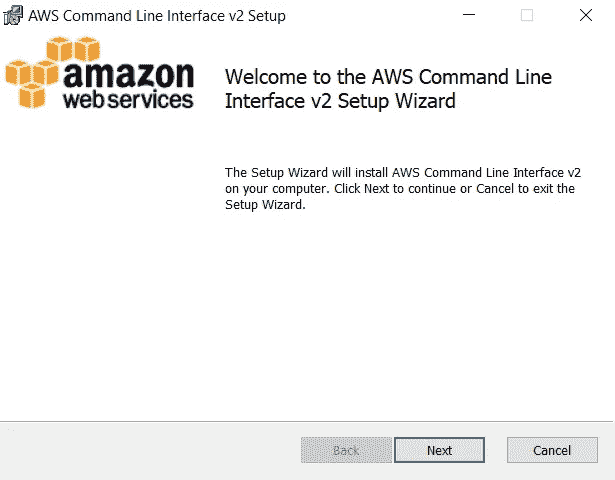 AWS Command Line Interface v2 Setup
amazon
web services
Welcome to the AWS Command Line
Interface v2 Setup Wizard
The Setup Wizard will install AWS Command Line Interface v2
on your computer. Click Next to continue or Cancel to exit the
Setup Wizard.
Back
Next
Cancel